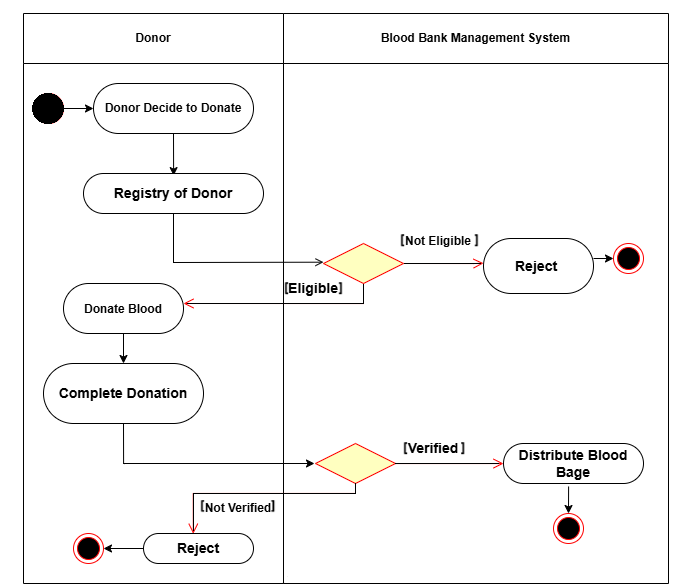 Donor
Blood Bank Management System
Donor Decide to Donate
Registry of Donor
[Not Eligible ]
Reject
[Eligible]
Donate Blood
Complete Donation
[Verified ]
Distribute Blood
Bage
[Not Verified]
Reject